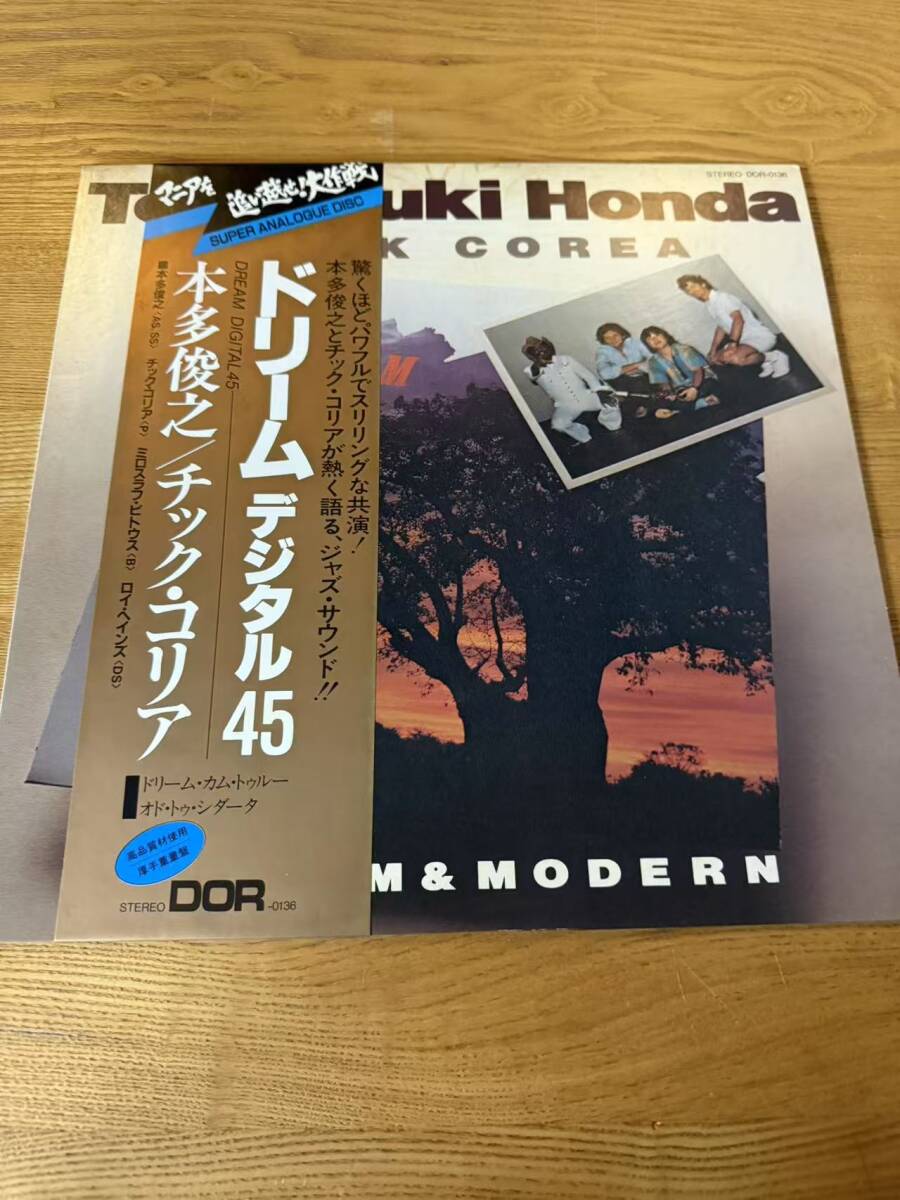 STEREO DOR-0136
To uki Honda
K COREA
M
M & MODERN
マニアを
追い越せ!大作戦
SUPER ANALOGUE DISC
驚くほどパワフルでスリリングな共演!
本多俊之とチック・コリアが熱く語る、ジャズ・サウンド!!
ドリーム デジタル45
DREAM DIGITAL 45
本多俊之/チック・コリア
■本多俊之〈AS, SS〉 チック・コリア〈P〉 ミロスラフ・ビトウス〈B〉 ロイ・ヘインズ〈DS〉
ドリーム・カム・トゥルー
オド・トゥ・シダータ
高品質材使用
厚手重量盤
STEREO DOR-0136